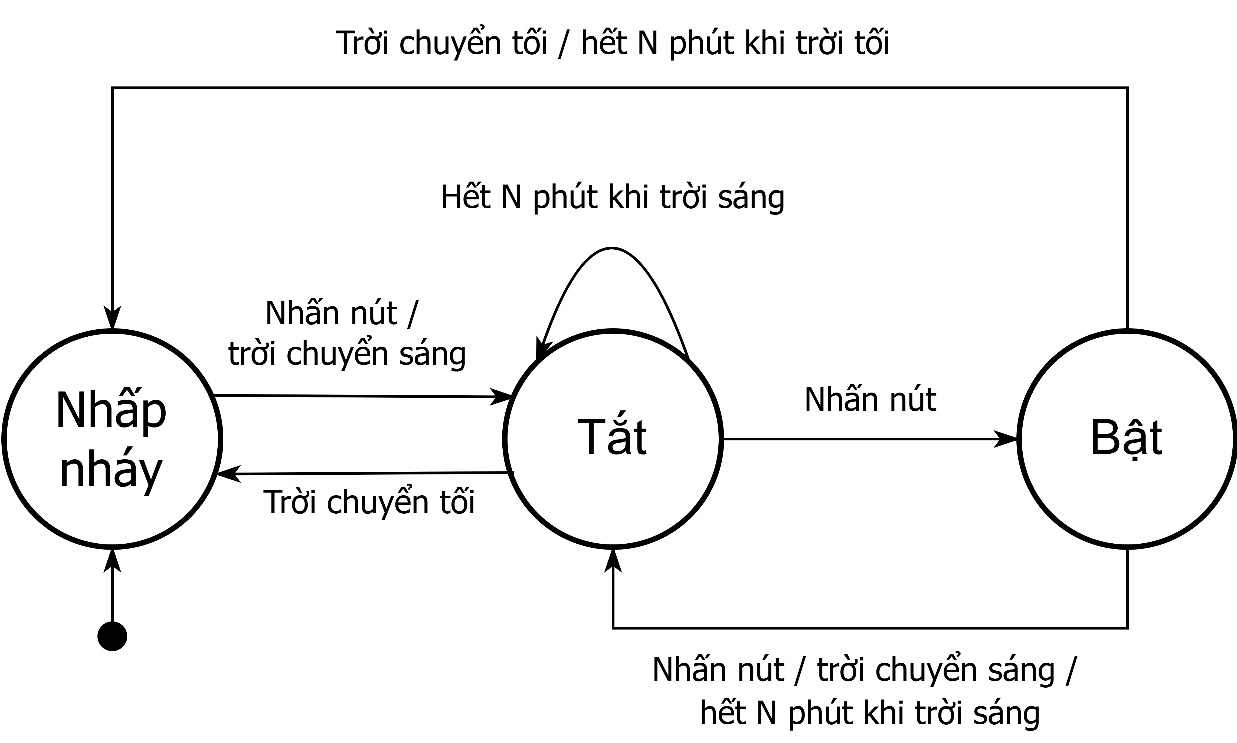 Trời chuyển tối / hết N phút khi trời tối
Hết N phút khi trời sáng
Nhấn nút /
trời chuyển sáng
Nhấp
nháy
Tắt
Nhấn nút
Bật
Trời chuyển tối
Nhấn nút / trời chuyển sáng /
hết N phút khi trời sáng